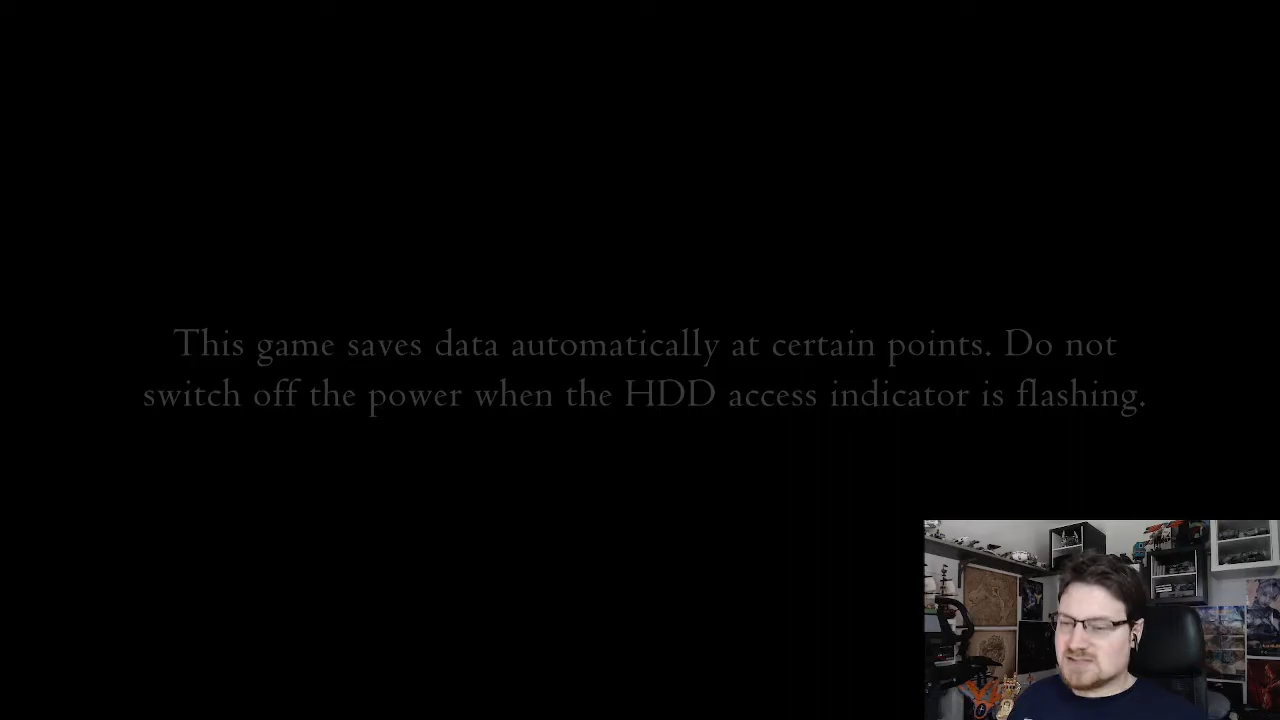 This game saves data automatically at certain points. Do not
switch off the power when the HDD access indicator is flashing.